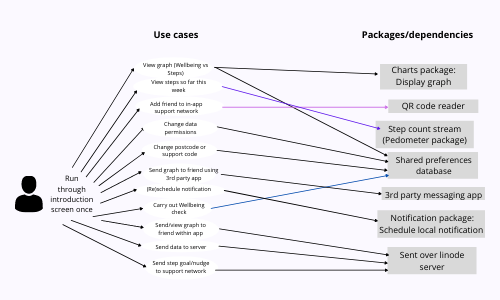 Use cases
Packages/dependencies
Run
through
introduction
screen once
View graph (Wellbeing vs
Steps)
View steps so far this
week
Add friend to in-app
support network
Change data
permissions
Change postcode or
support code
Send graph to friend using
3rd party app
(Re)schedule notification
Carry out Wellbeing
check
Send/view graph to
friend within app
Send data to server
Send step goal/nudge
to support network
Charts package:
Display graph
QR code reader
Step count stream
(Pedometer package)
Shared preferences
database
3rd party messaging app
Notification package:
Schedule local notification
Sent over linode
server